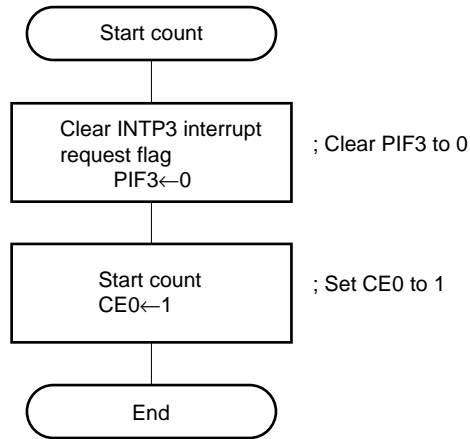 Start count
Clear INTP3 interrupt
request flag
PIF3←0
; Clear PIF3 to 0
Start count
CE0←1
; Set CE0 to 1
End